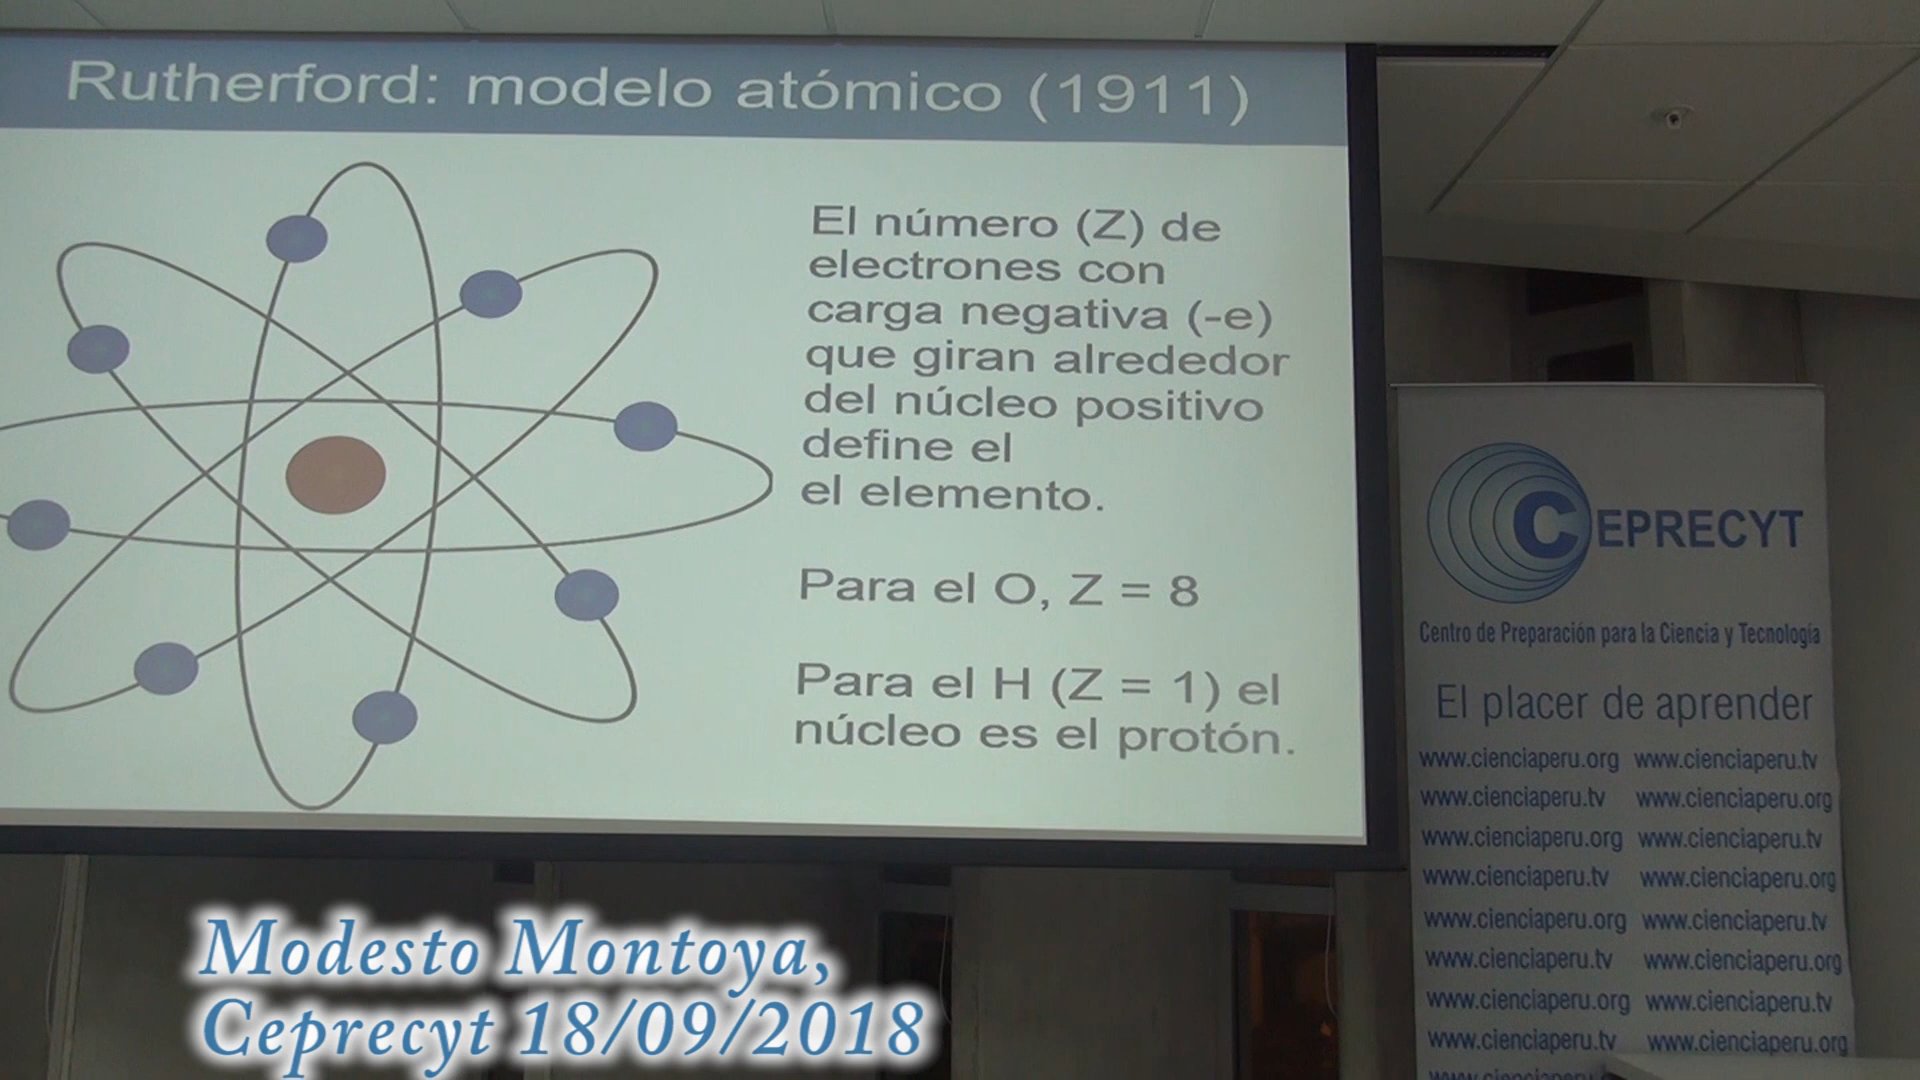 Rutherford: modelo atómico (1911)
El número (Z) de
electrones con
carga negativa (-e)
que giran alrededor
del núcleo positivo
define el
el elemento.
Para el O, Z = 8
Para el H (Z = 1) el
núcleo es el protón.
CEPRECYT
Centro de Preparación para la Ciencia y Tecnología
El placer de aprender
www.cienciaperu.org www.cienciaperu.tv
www.cienciaperu.tv www.cienciaperu.org
www.cienciaperu.org www.cienciaperu.tv
www.cienciaperu.tv www.cienciaperu.org
www.cienciaperu.org www.cienciaperu.tv
www.cienciaperu.tv www.cienciaperu.org
www.cienciaperu.org www.cienciaperu.tv
www.cienciaperu.tv www.cienciaperu.org
Modesto Montoya,
Ceprecyt 18/09/2018